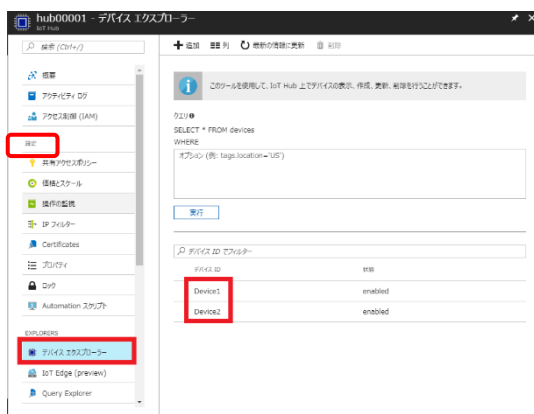 hub00001 - デバイス エクスプローラー
IoT Hub
検索 (Ctrl+/)
概要
アクティビティ ログ
アクセス制御 (IAM)
設定
共有アクセスポリシー
価格とスケール
操作の監視
IP フィルター
Certificates
プロパティ
ロック
Automation スクリプト
EXPLORERS
デバイス エクスプローラー
IoT Edge (preview)
Query Explorer
追加 列 最新の情報に更新 削除
このツールを使用して、IoT Hub 上でデバイスの表示、作成、更新、削除を行うことができます。
クエリ
SELECT * FROM devices
WHERE
オプション (例: tags.location='US')
実行
デバイス ID でフィルター
デバイス ID 状態
Device1 enabled
Device2 enabled